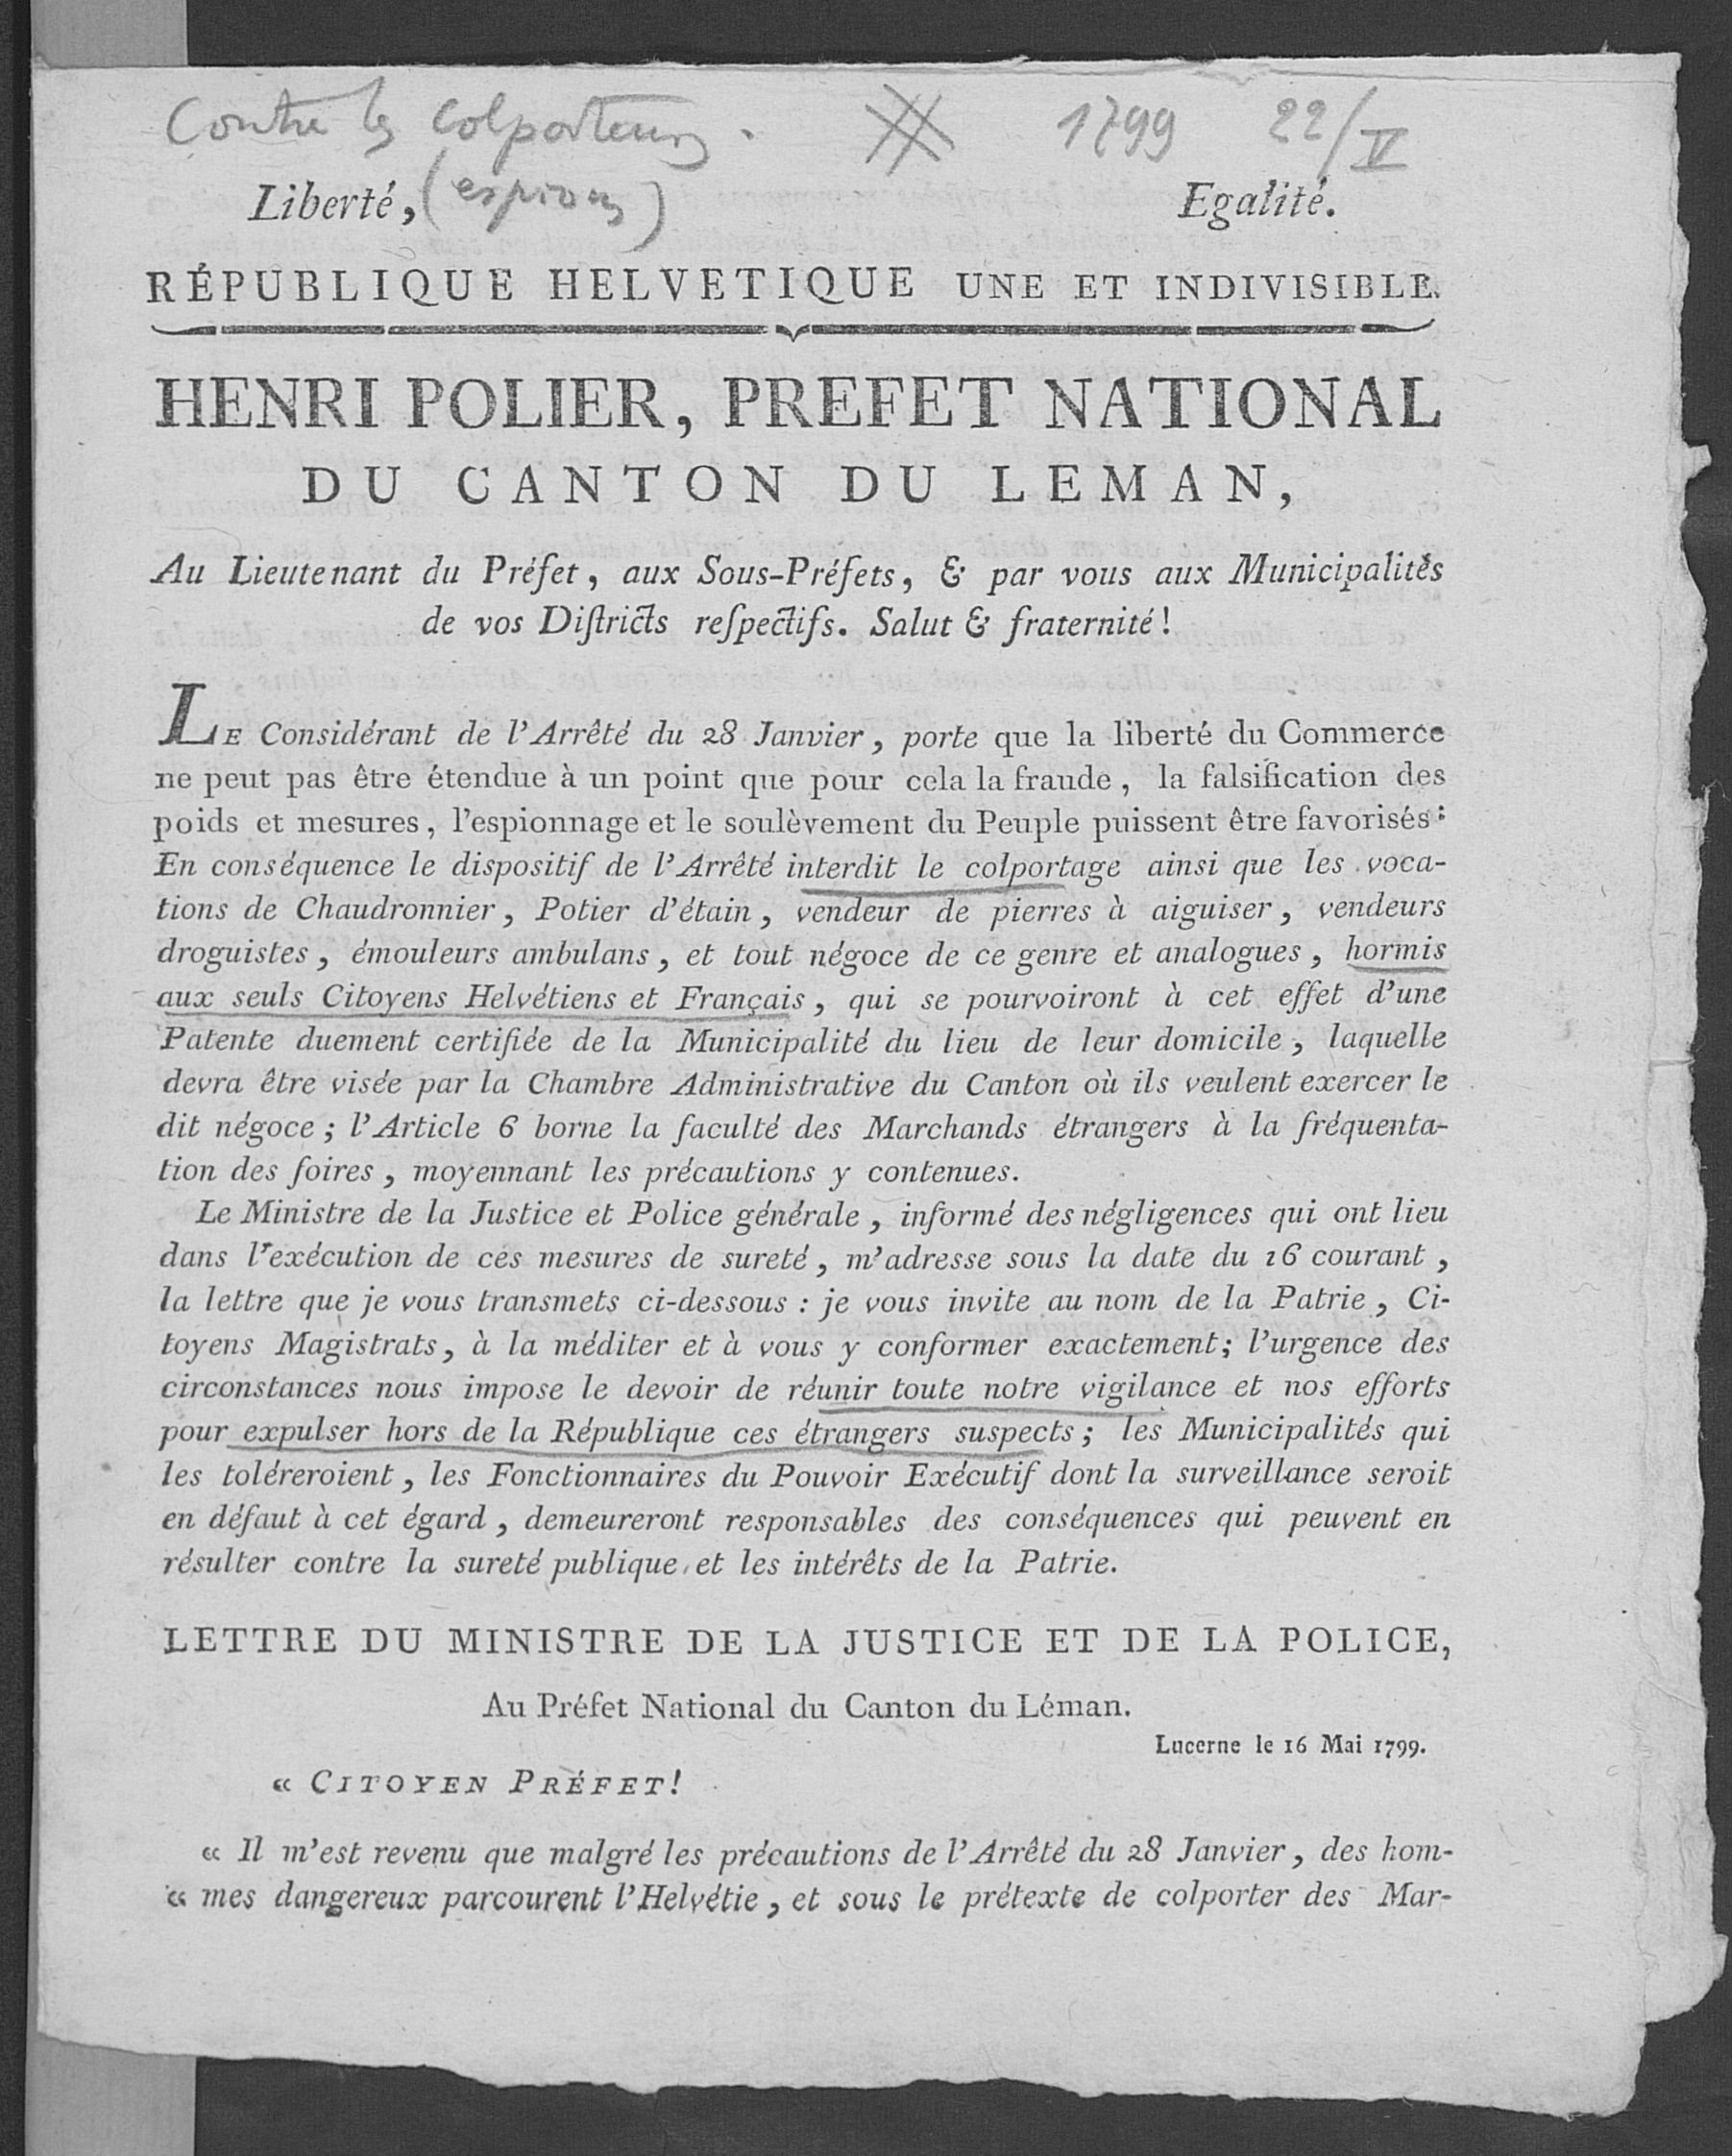 Contre les colporteurs. # 1799 22/V
Liberté, (espions) Egalité.
RÉPUBLIQUE HELVETIQUE UNE ET INDIVISIBLE.
HENRI POLIER, PREFET NATIONAL
DU CANTON DU LEMAN,
Au Lieutenant du Préfet, aux Sous-Préfets, & par vous aux Municipalités
de vos Diſtricts reſpectifs. Salut & fraternité!
LE Considérant de l'Arrêté du 28 Janvier, porte que la liberté du Commerce
ne peut pas être étendue à un point que pour cela la fraude, la falsification des
poids et mesures, l'espionnage et le soulèvement du Peuple puissent être favorisés:
En conséquence le dispositif de l'Arrêté interdit le colportage ainsi que les voca-
tions de Chaudronnier, Potier d'étain, vendeur de pierres à aiguiser, vendeurs
droguistes, émouleurs ambulans, et tout négoce de ce genre et analogues, hormis
aux seuls Citoyens Helvétiens et Français, qui se pourvoiront à cet effet d'une
Patente duement certifiée de la Municipalité du lieu de leur domicile, laquelle
devra être visée par la Chambre Administrative du Canton où ils veulent exercer le
dit négoce; l'Article 6 borne la faculté des Marchands étrangers à la fréquenta-
tion des foires, moyennant les précautions y contenues.
Le Ministre de la Justice et Police générale, informé des négligences qui ont lieu
dans l'exécution de ces mesures de sureté, m'adresse sous la date du 16 courant,
la lettre que je vous transmets ci-dessous: je vous invite au nom de la Patrie, Ci-
toyens Magistrats, à la méditer et à vous y conformer exactement; l'urgence des
circonstances nous impose le devoir de réunir toute notre vigilance et nos efforts
pour expulser hors de la République ces étrangers suspects; les Municipalités qui
les toléreroient, les Fonctionnaires du Pouvoir Exécutif dont la surveillance seroit
en défaut à cet égard, demeureront responsables des conséquences qui peuvent en
résulter contre la sureté publique, et les intérêts de la Patrie.
LETTRE DU MINISTRE DE LA JUSTICE ET DE LA POLICE,
Au Préfet National du Canton du Léman.
Lucerne le 16 Mai 1799.
« CITOYEN PRÉFET!
« Il m'est revenu que malgré les précautions de l'Arrêté du 28 Janvier, des hom-
« mes dangereux parcourent l'Helvétie, et sous le prétexte de colporter des Mar-